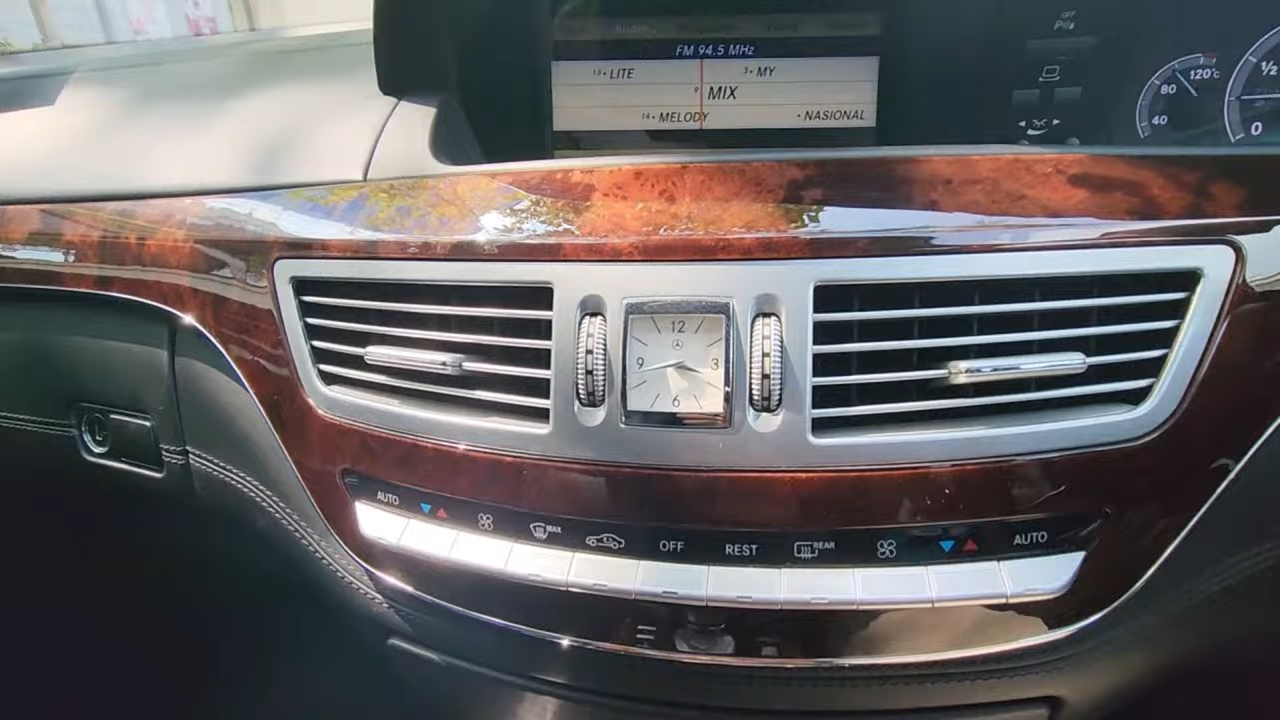 OFF
FM 94.5 MHz
13• LITE
3• MY
9 MIX
14• MELODY
• NASIONAL
120°c
80
40
½
0
12
9
3
6
AUTO
MAX
OFF
REST
REAR
AUTO